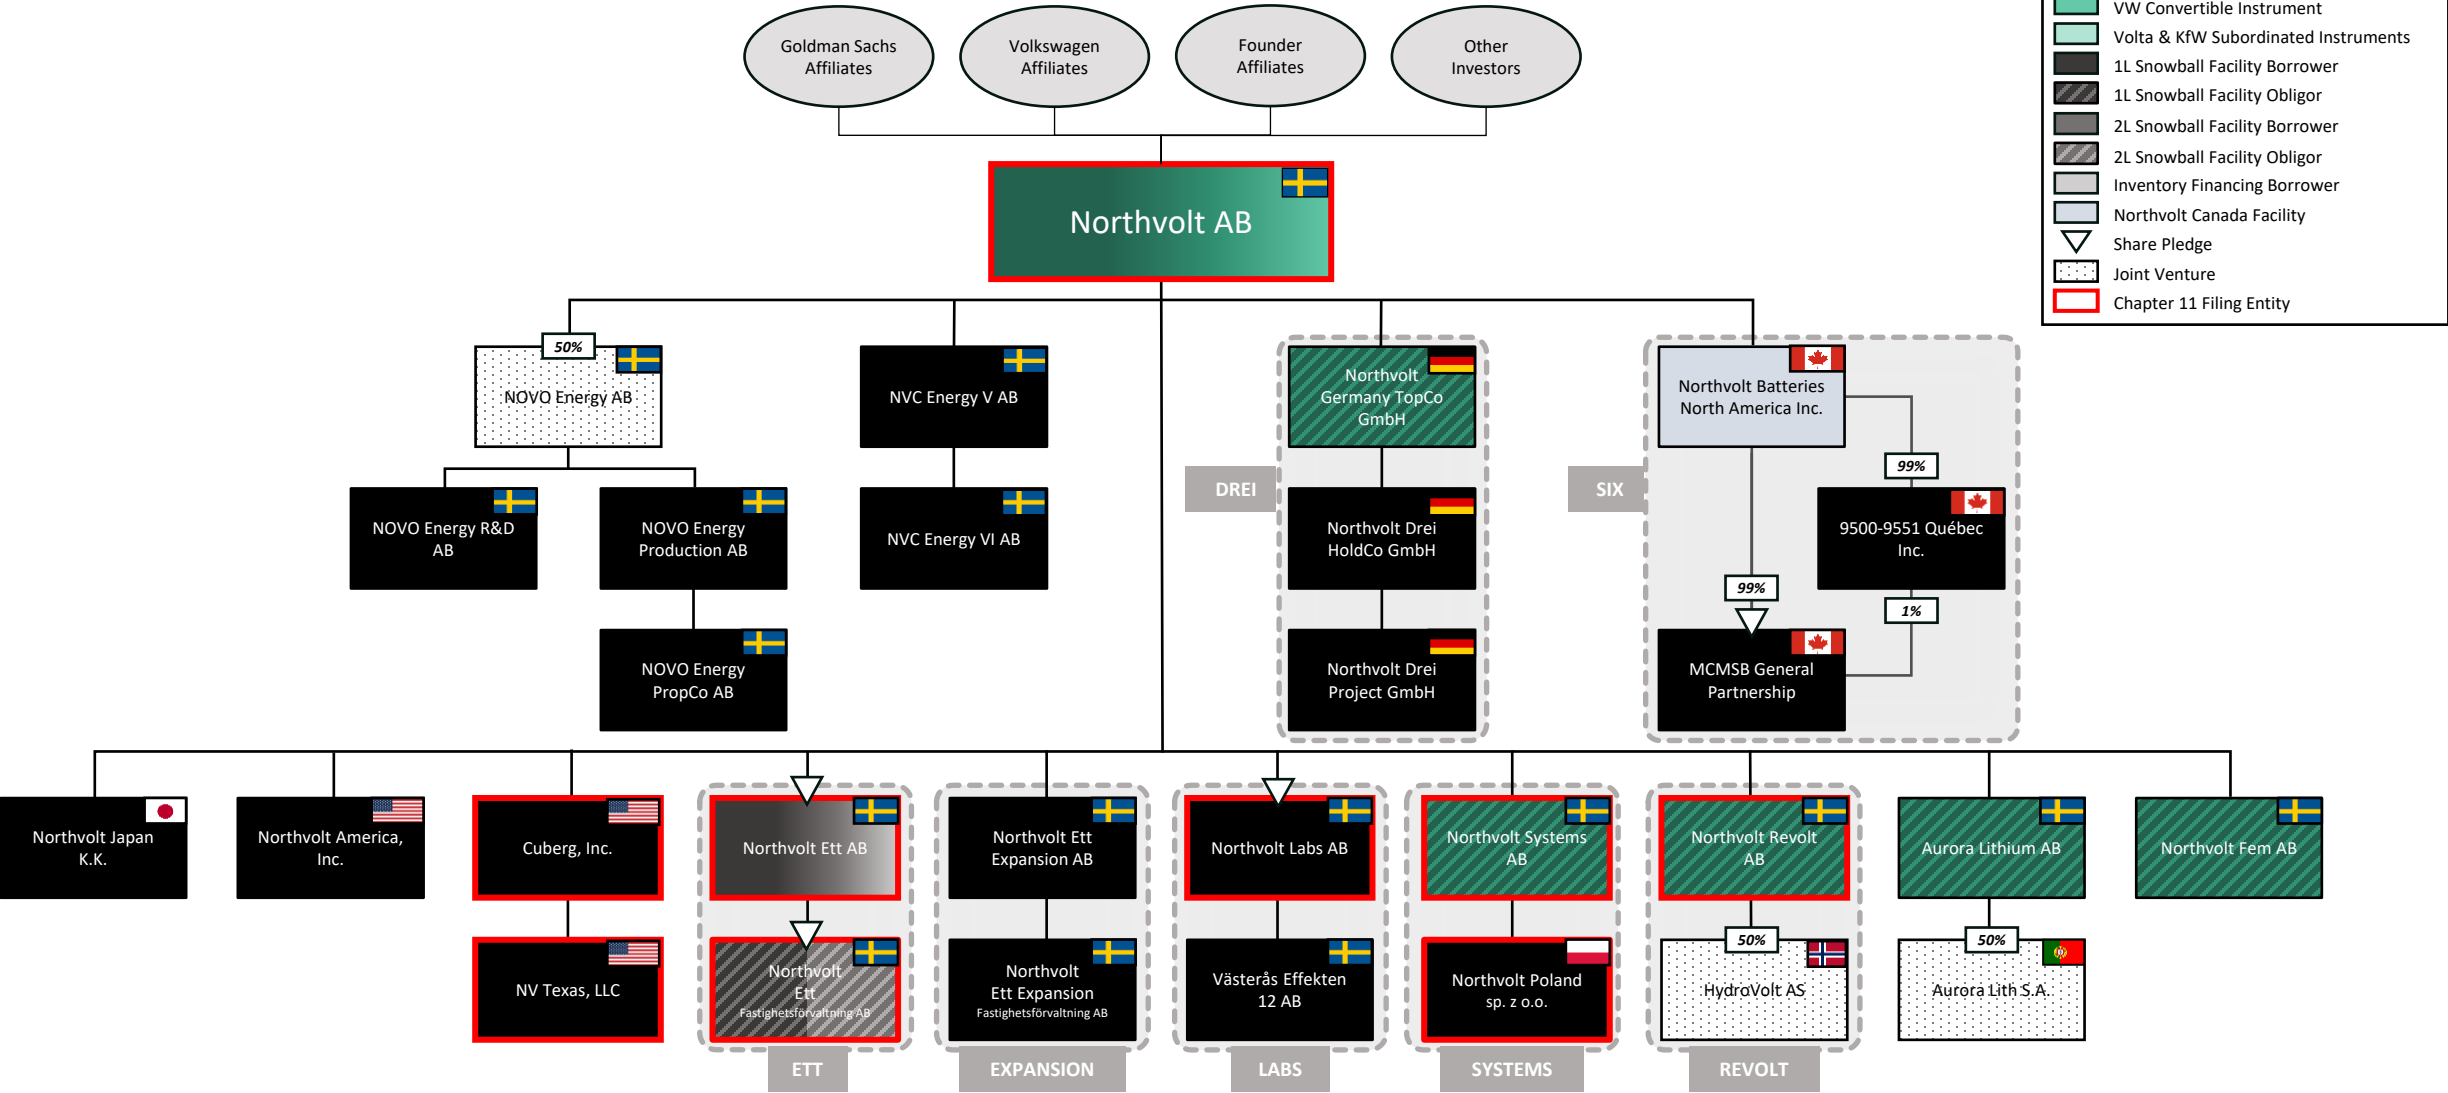 Goldman Sachs
Affiliates
Volkswagen
Affiliates
Founder
Affiliates
Other
Investors
VW Convertible Instrument
Volta & KfW Subordinated Instruments
1L Snowball Facility Borrower
1L Snowball Facility Obligor
2L Snowball Facility Borrower
2L Snowball Facility Obligor
Inventory Financing Borrower
Northvolt Canada Facility
Share Pledge
Joint Venture
Chapter 11 Filing Entity
Northvolt AB
50%
NOVO Energy AB
NVC Energy V AB
Northvolt
Germany TopCo
GmbH
Northvolt Batteries
North America Inc.
99%
DREI
SIX
NOVO Energy R&D
AB
NOVO Energy
Production AB
NVC Energy VI AB
Northvolt Drei
HoldCo GmbH
9500-9551 Québec
Inc.
99%
1%
NOVO Energy
PropCo AB
Northvolt Drei
Project GmbH
MCMSB General
Partnership
Northvolt Japan
K.K.
Northvolt America,
Inc.
Cuberg, Inc.
Northvolt Ett AB
Northvolt Ett
Expansion AB
Northvolt Labs AB
Northvolt Systems
AB
Northvolt Revolt
AB
Aurora Lithium AB
Northvolt Fem AB
NV Texas, LLC
Northvolt
Ett
Fastighetsförvaltning AB
Northvolt
Ett Expansion
Fastighetsförvaltning AB
Västerås Effekten
12 AB
Northvolt Poland
sp. z o.o.
50%
HydroVolt AS
50%
Aurora Lith S.A.
ETT
EXPANSION
LABS
SYSTEMS
REVOLT